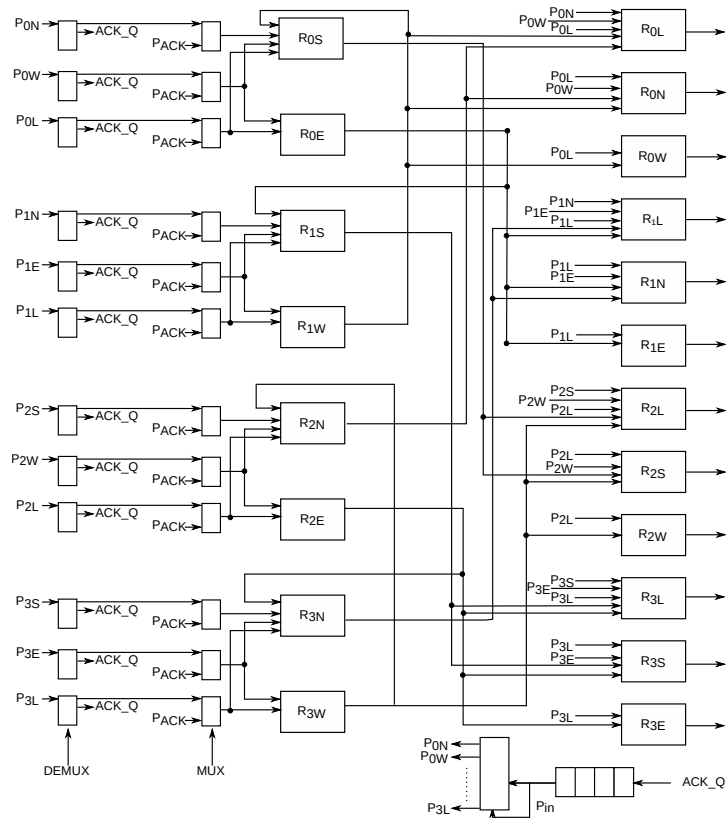 P0N
ACK_Q
PACK
P0W
ACK_Q
PACK
P0L
ACK_Q
PACK
R0S
R0E
P1N
ACK_Q
PACK
P1E
ACK_Q
PACK
P1L
ACK_Q
PACK
R1S
R1W
P2S
ACK_Q
PACK
P2W
ACK_Q
PACK
P2L
ACK_Q
PACK
R2N
R2E
P3S
ACK_Q
PACK
P3E
ACK_Q
PACK
P3L
ACK_Q
PACK
R3N
R3W
DEMUX
MUX
P0N
P0W
P0L
R0L
P0L
P0W
R0N
P0L
R0W
P1N
P1E
P1L
R1L
P1L
P1E
R1N
P1L
R1E
P2S
P2W
P2L
R2L
P2L
P2W
R2S
P2L
R2W
P3S
P3E
P3L
R3L
P3L
P3E
R3S
P3L
R3E
P0N
P0W
P3L
Pin
ACK_Q